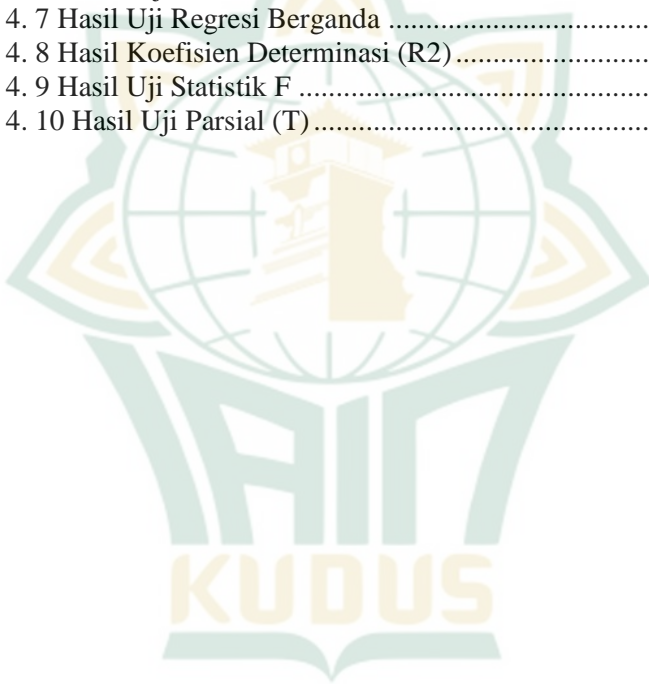 4. 7 Hasil Uji Regresi Berganda ..................................
4. 8 Hasil Koefisien Determinasi (R2) .........................
4. 9 Hasil Uji Statistik F ..............................................
4. 10 Hasil Uji Parsial (T) ...........................................
IAIN
KUDUS